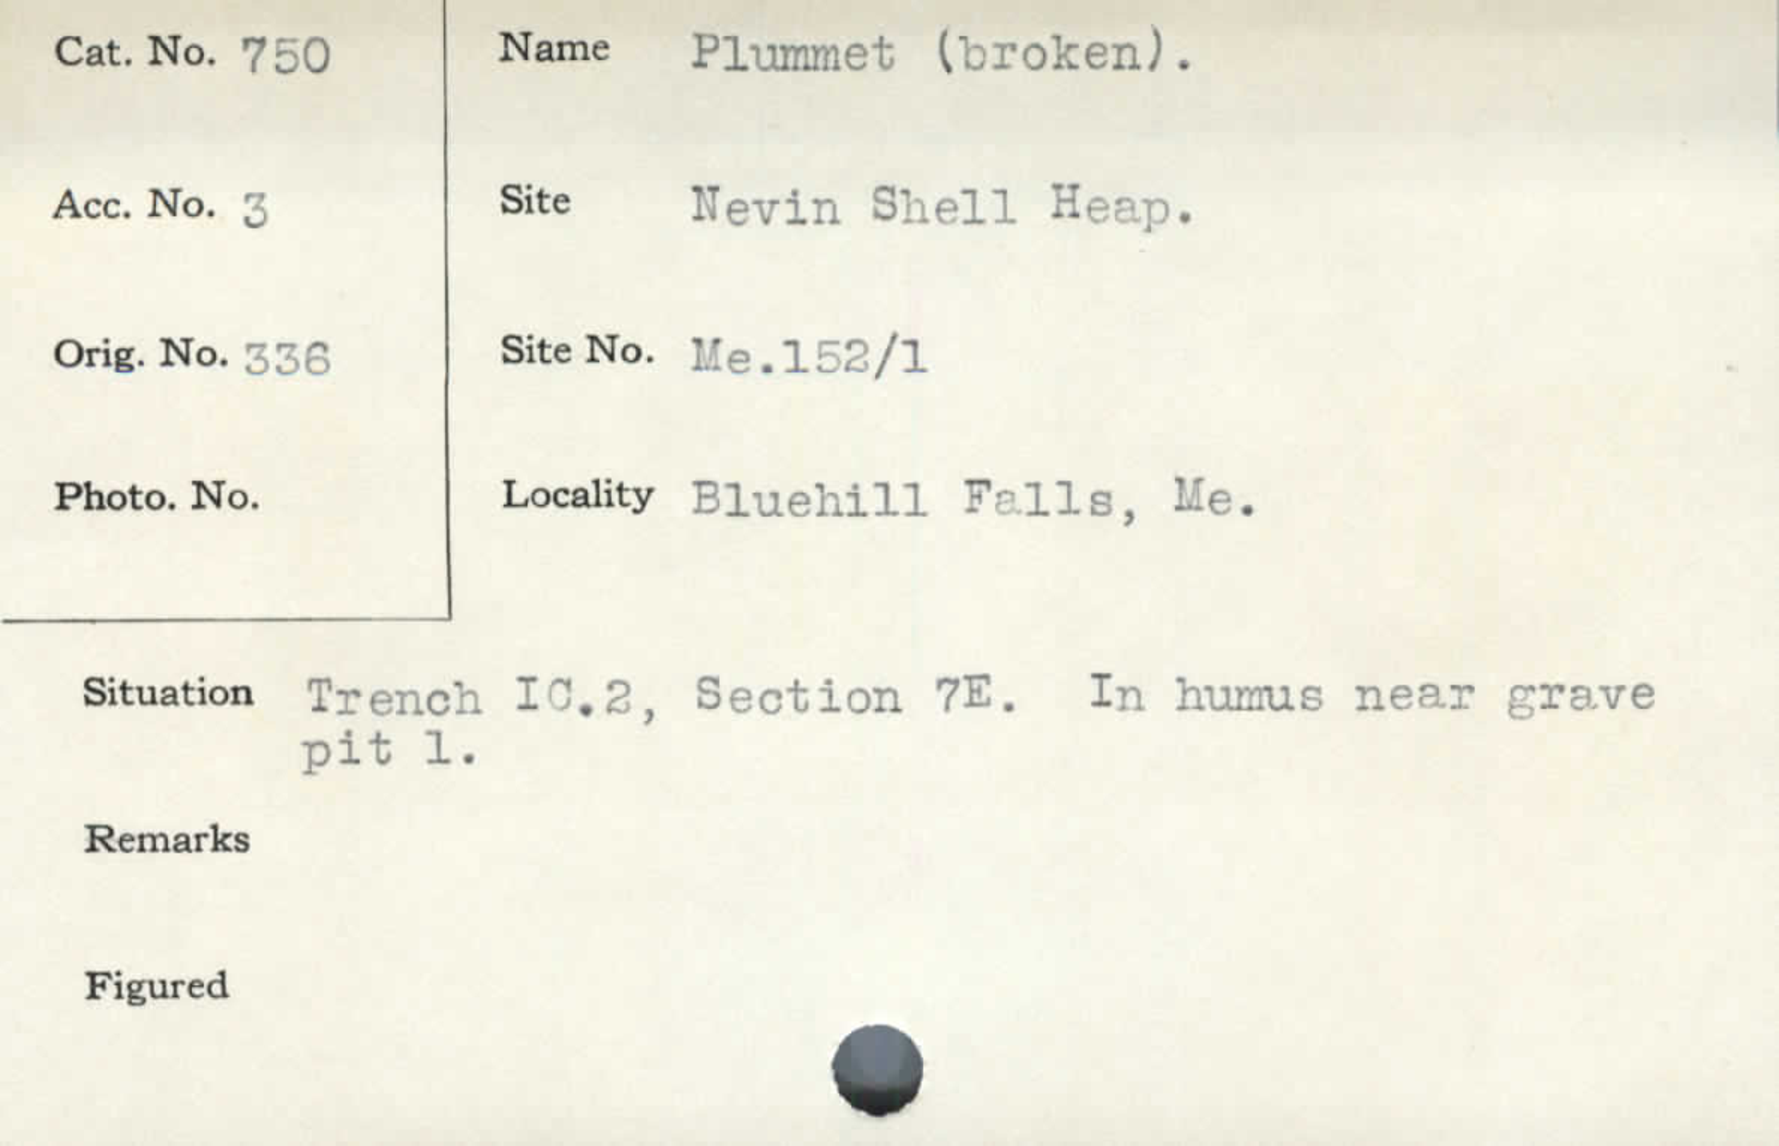 Cat. No. 750
Name Plummet (broken).
Acc. No. 3
Site Nevin Shell Heap.
Orig. No. 336
Site No. Me.152/1
Photo. No.
Locality Bluehill Falls, Me.
Situation Trench IC.2, Section 7E. In humus near grave
pit 1.
Remarks
Figured